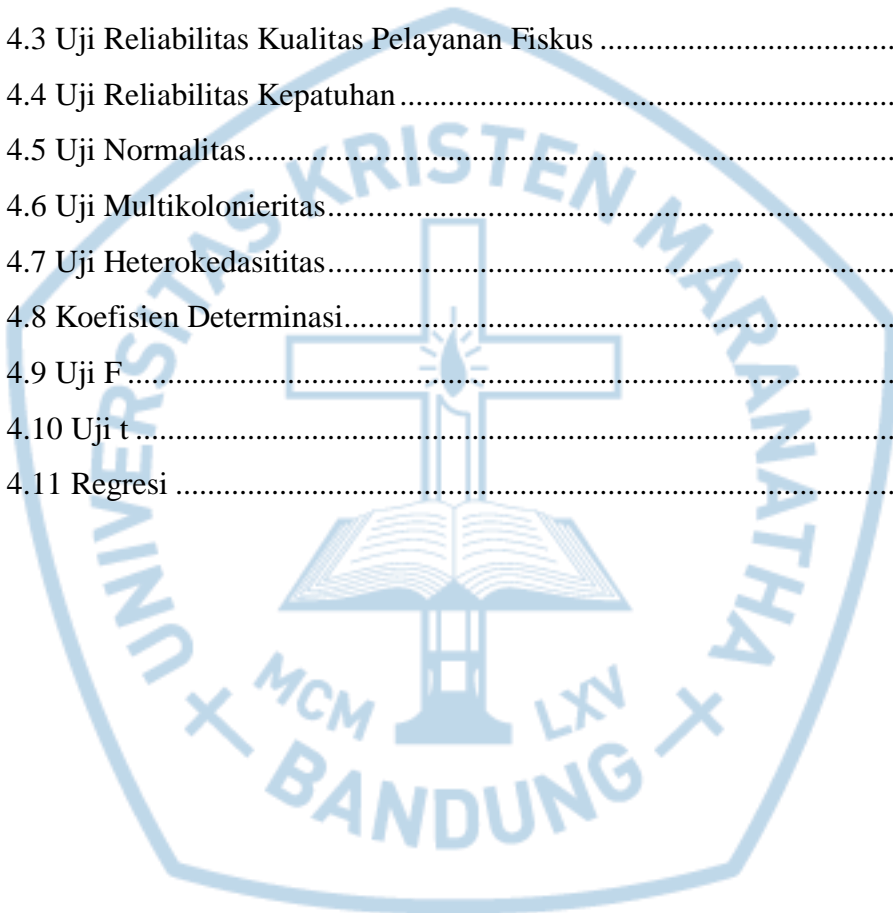 4.3 Uji Reliabilitas Kualitas Pelayanan Fiskus ......................................
4.4 Uji Reliabilitas Kepatuhan ................................................................
4.5 Uji Normalitas....................................................................................
4.6 Uji Multikolonieritas..........................................................................
4.7 Uji Heterokedasititas..........................................................................
4.8 Koefisien Determinasi........................................................................
4.9 Uji F ...................................................................................................
4.10 Uji t ..................................................................................................
4.11 Regresi .............................................................................................
UNIVERSITAS KRISTEN MARANATHA
MCM LXV
BANDUNG